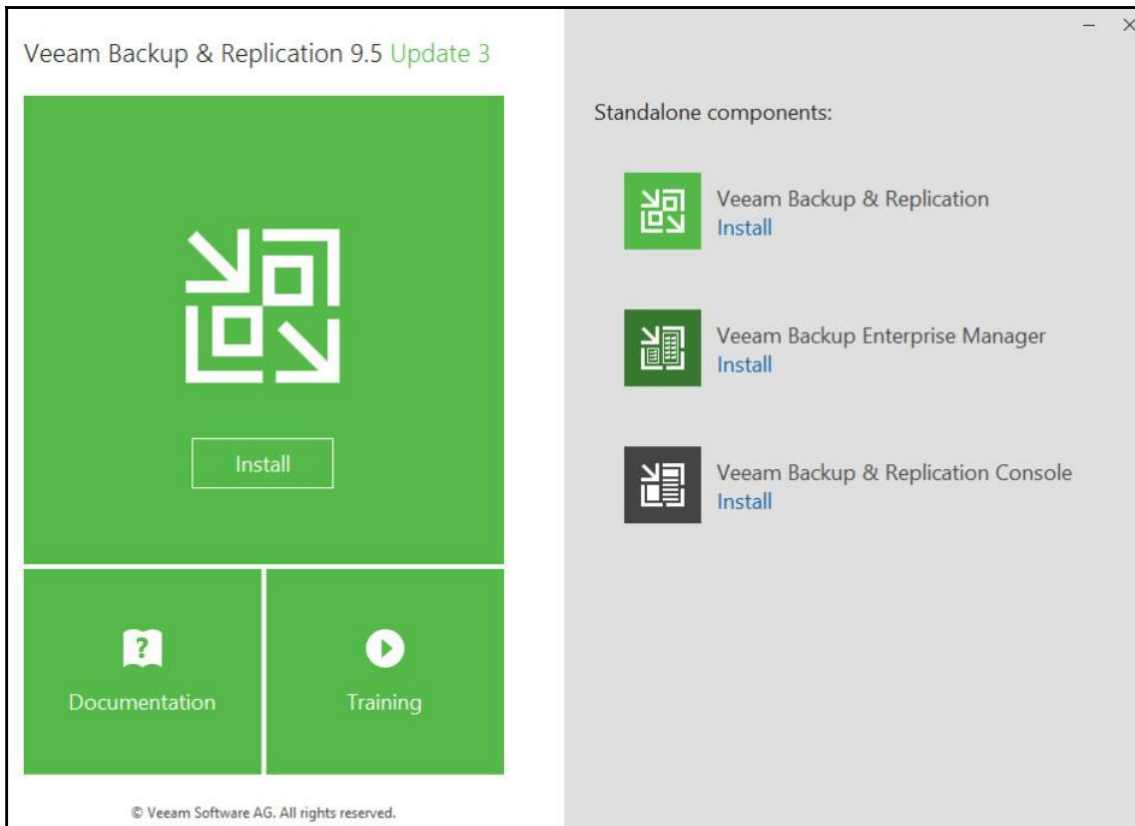 Veeam Backup & Replication 9.5 Update 3
Install
Documentation
Training
© Veeam Software AG. All rights reserved.
Standalone components:
Veeam Backup & Replication
Install
Veeam Backup Enterprise Manager
Install
Veeam Backup & Replication Console
Install